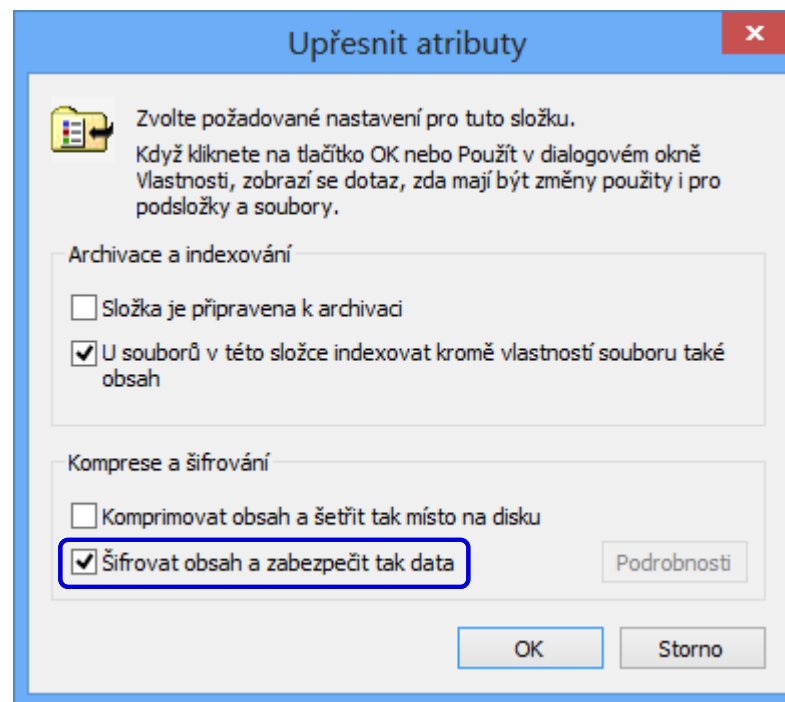 Upřesnit atributy
Zvolte požadované nastavení pro tuto složku.
Když kliknete na tlačítko OK nebo Použít v dialogovém okně
Vlastnosti, zobrazí se dotaz, zda mají být změny použity i pro
podsložky a soubory.
Archivace a indexování
Složka je připravena k archivaci
U souborů v této složce indexovat kromě vlastností souboru také
obsah
Komprese a šifrování
Komprimovat obsah a šetřit tak místo na disku
Šifrovat obsah a zabezpečit tak data
Podrobnosti
OK
Storno